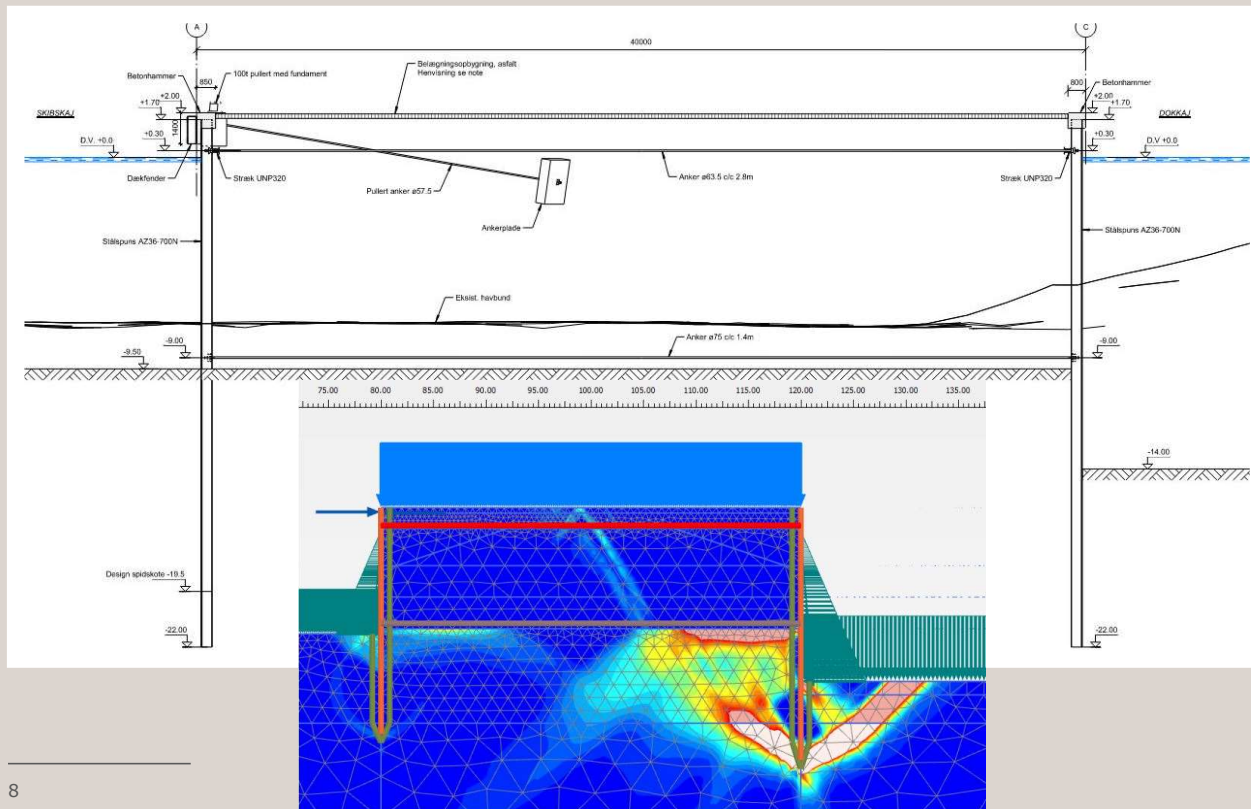 A
C
40000
Betonhammer
850
100t pullert med fundament
Belægningsopbygning, asfalt
Henvisning se note
800
Betonhammer
SKIBSKAJ
+2.00
+1.70
+2.00
+1.70
DOKKAJ
1400
+0.30
+0.30
D.V. +0.0
D.V +0.0
Dækfender
Stræk UNP320
Pullert anker ø57.5
Anker ø63.5 c/c 2.8m
Stræk UNP320
Ankerplade
Stålspuns AZ36-700N
Stålspuns AZ36-700N
Eksist. havbund
Anker ø75 c/c 1.4m
-9.00
-9.00
-9.50
75.00 80.00 85.00 90.00 95.00 100.00 105.00 110.00 115.00 120.00 125.00 130.00 135.00
-14.00
Design spidskote -19.5
-22.00
-22.00
8